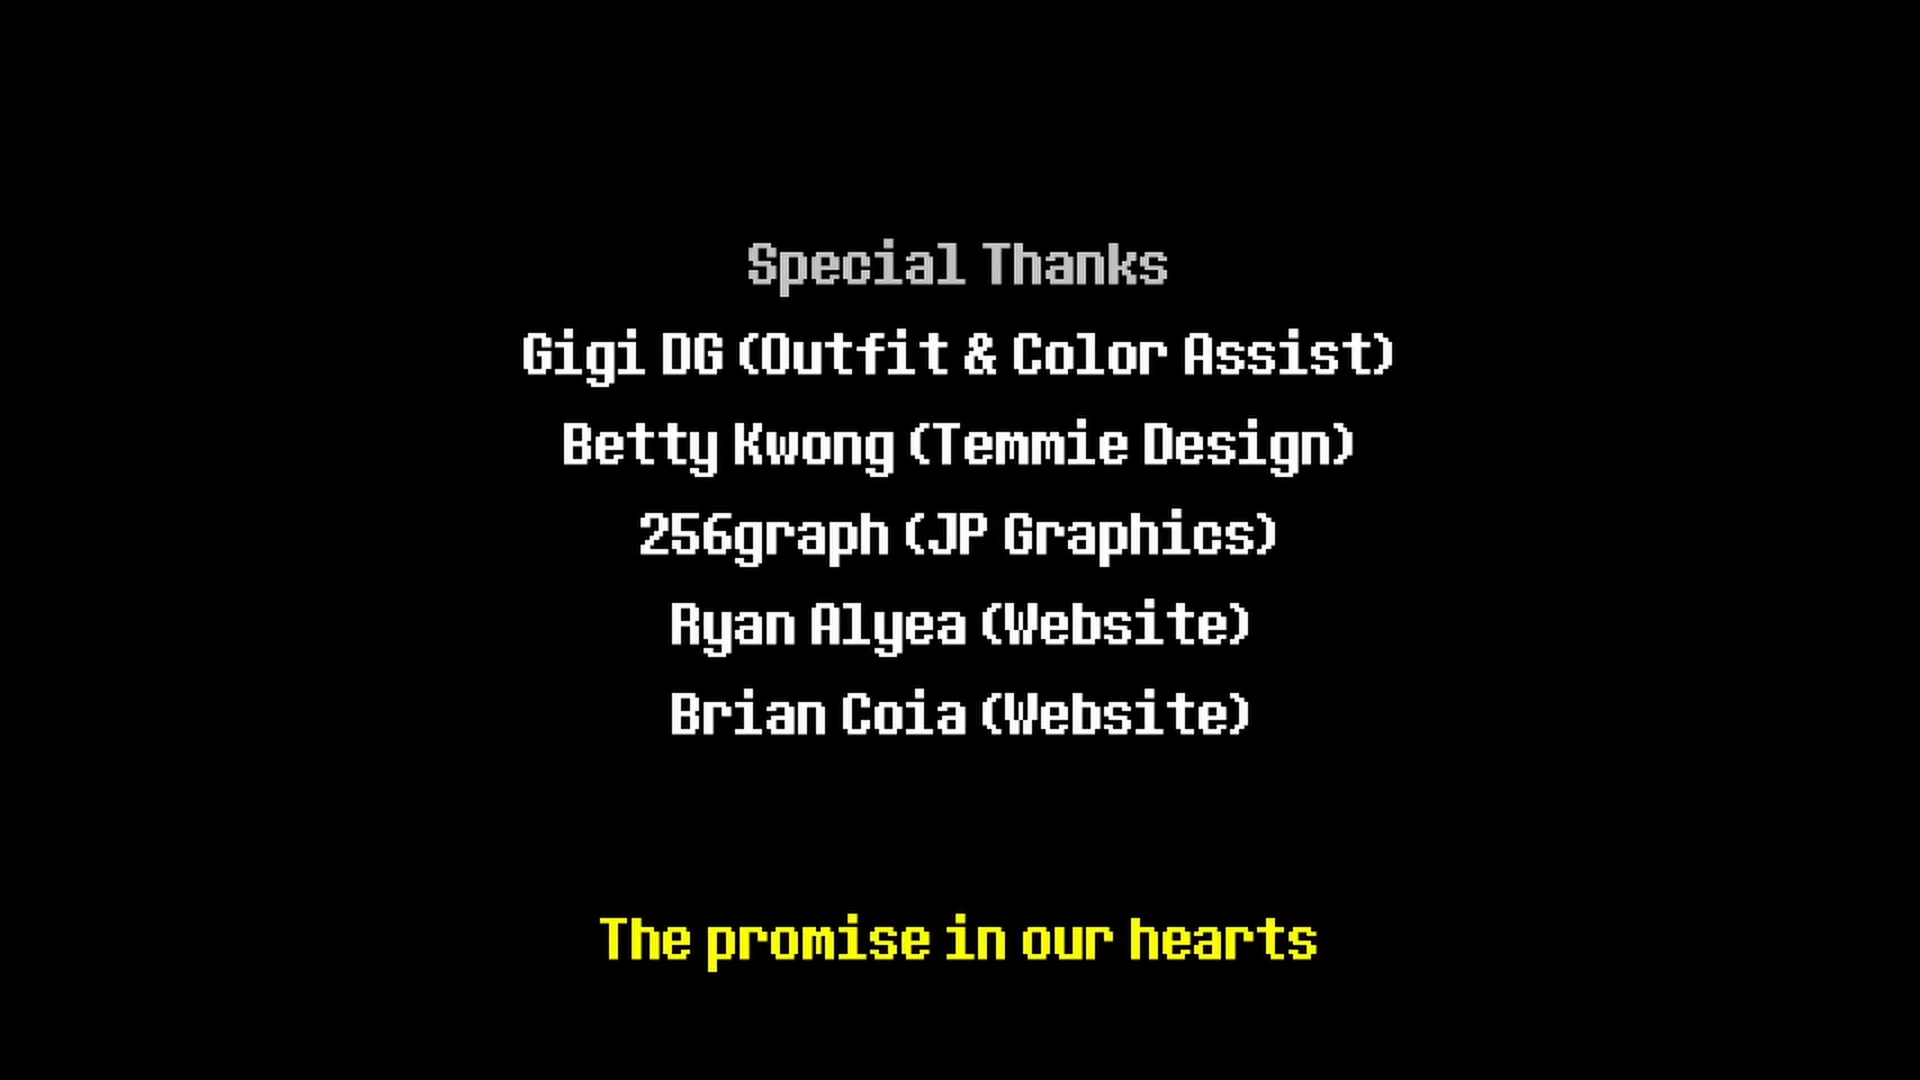 Special Thanks
Gigi DG (Outfit & Color Assist)
Betty Kwong (Temmie Design)
256graph (JP Graphics)
Ryan Alyea (Website)
Brian Coia (Website)
The promise in our hearts